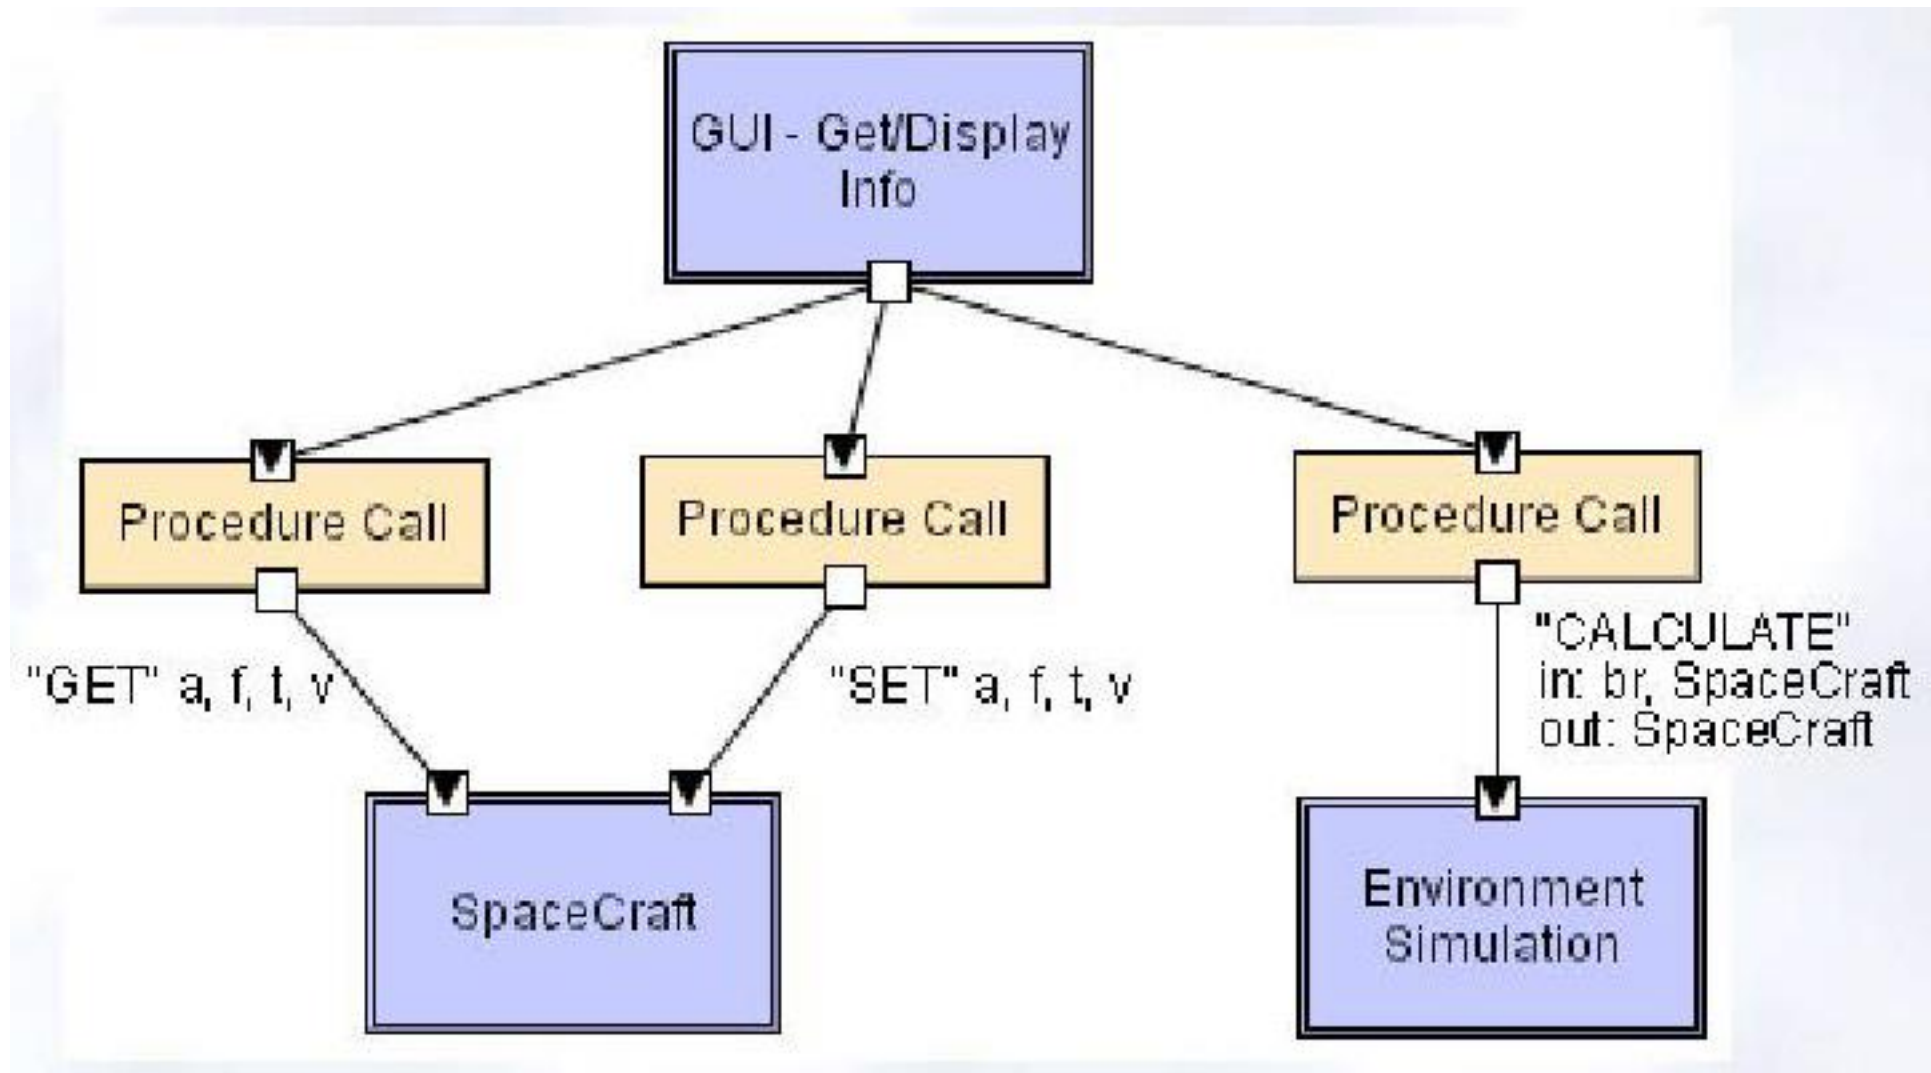 GUI - Get/Display
Info
Procedure Call
Procedure Call
Procedure Call
"GET" a, f, t, v
"SET" a, f, t, v
"CALCULATE"
in: br, SpaceCraft
out: SpaceCraft
SpaceCraft
Environment
Simulation